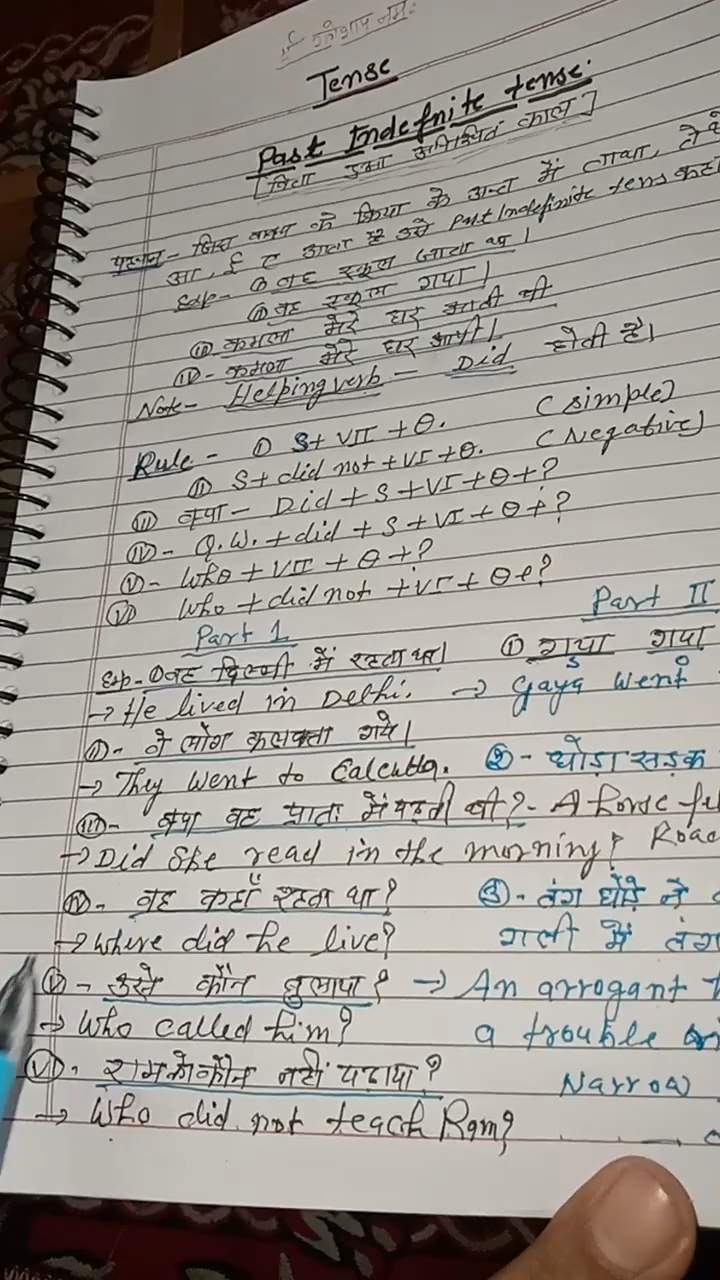 Tense
Past Indefinite tense:
[बिता हुआ अनिश्चित काल]
पहचान - जिस वाक्य के क्रिया के अन्त में ता था, ते थे
आ, ई ए आता है उसे Past Indefinite tens कहते
Exp- ① वह स्कूल जाता था।
② वह स्कूल गया।
③ कमला मेरे घर आती थी
④ - कमला मेरे घर आयी।
Note- Helping verb - Did होती है।
Rule - ① S+ VII + O. (simple)
② S+ did not + VI + O. (Negative)
③ क्या - Did + S + VI + O + ?
④ - Q.W. + did + S + VI + O + ?
⑤ - Who + VII + O + ?
⑥ Who + did not + VI + O + ?
Part 1
Exp- ① वह दिल्ली में रहता था।
→ He lived in Delhi.
② - वे लोग कलकता गये।
→ They went to Calcutta.
③ - क्या वह प्रातः में पढ़ती थी?
→ Did she read in the morning?
④ - वह कहाँ रहता था?
→ where did he live?
⑤ - उसे कौन बुलाया?
→ Who called him?
⑥ - राम को कौन नहीं पढ़ाया?
→ Who did not teach Ram?
Part II
① गया गया
→ Gaya went
② - घोड़ा सड़क
- A horse
Road
③ - तंग घोड़े ने
गली में तंग
→ An arrogant
a trouble
Narrow